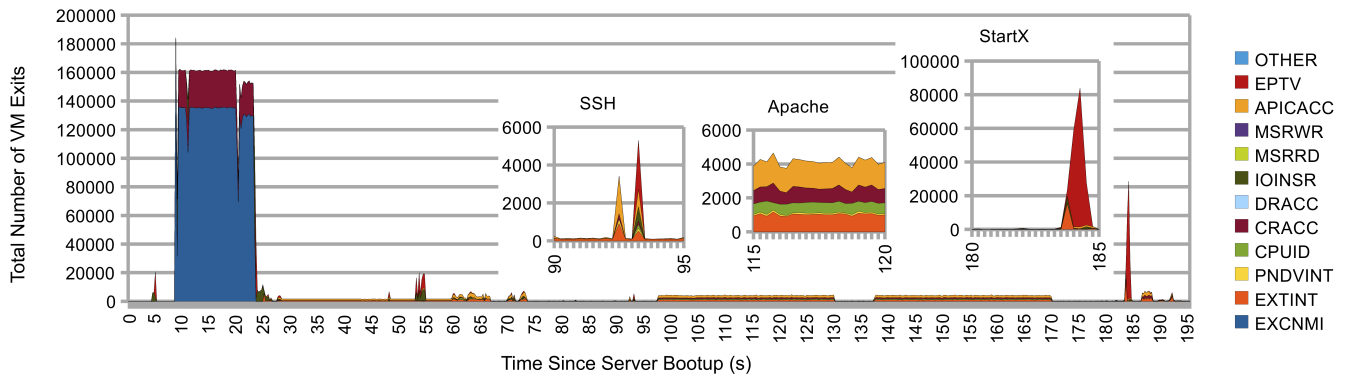 Total Number of VM Exits
200000
180000
160000
140000
120000
100000
80000
60000
40000
20000
0
0 5 10 15 20 25 30 35 40 45 50 55 60 65 70 75 80 85 90 95 100 105 110 115 120 125 130 135 140 145 150 155 160 165 170 175 180 185 190 195
Time Since Server Bootup (s)
SSH
6000
4000
2000
0
90 95
Apache
6000
4000
2000
0
115 120
StartX
100000
80000
60000
40000
20000
0
180 185
OTHER
EPTV
APICACC
MSRWR
MSRRD
IOINSR
DRACC
CRACC
CPUID
PNDVINT
EXTINT
EXCNMI